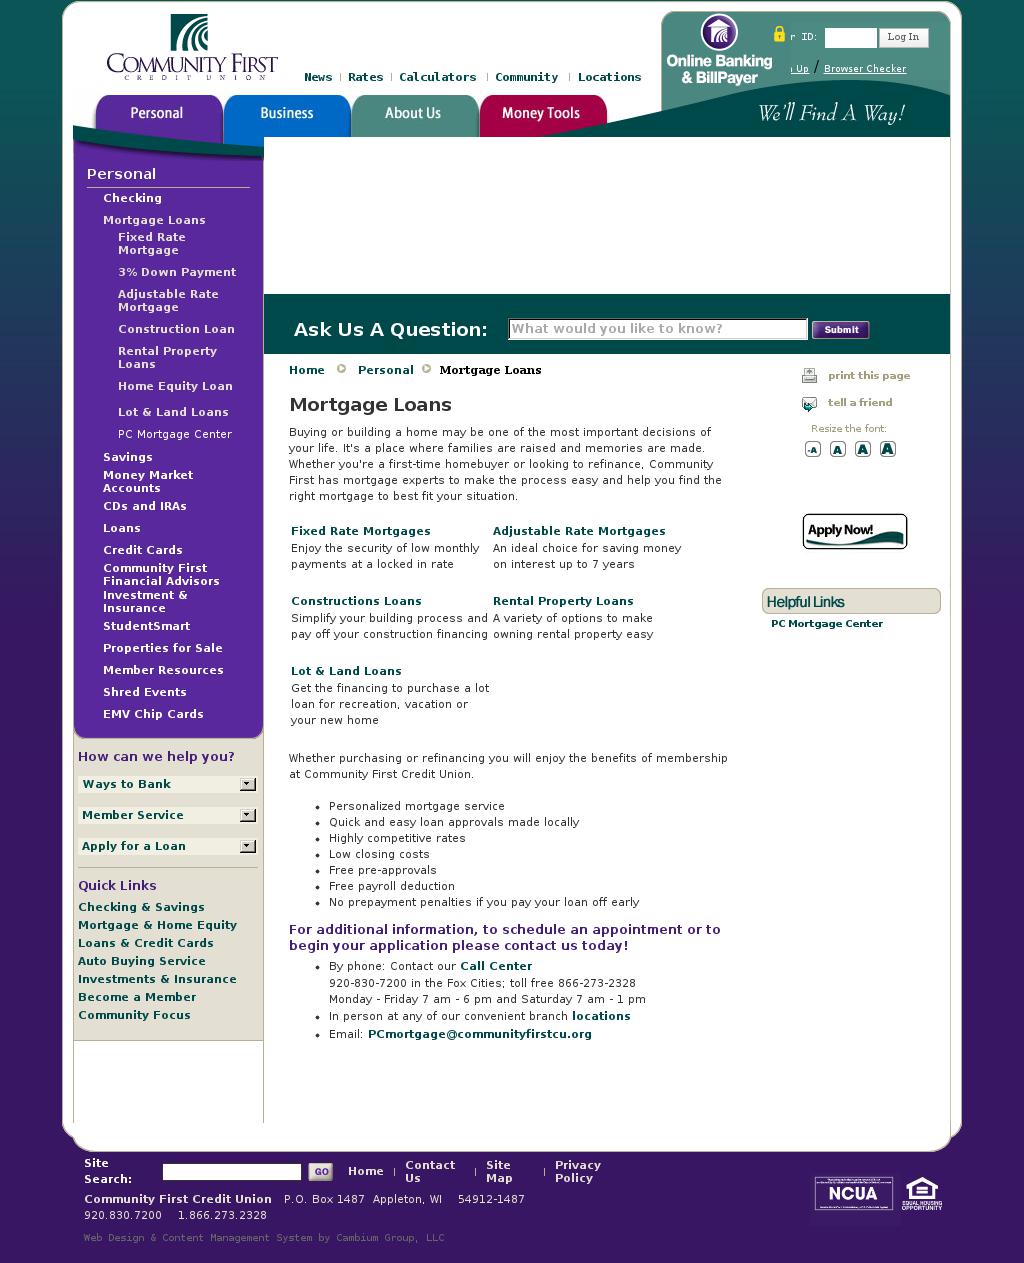 COMMUNITY FIRST
CREDIT UNION
News | Rates | Calculators | Community | Locations
Online Banking
& BillPayer
r ID:
Log In
Up / Browser Checker
We'll Find A Way!
Personal
Business
About Us
Money Tools
Personal
Checking
Mortgage Loans
Fixed Rate
Mortgage
3% Down Payment
Adjustable Rate
Mortgage
Construction Loan
Rental Property
Loans
Home Equity Loan
Lot & Land Loans
PC Mortgage Center
Savings
Money Market
Accounts
CDs and IRAs
Loans
Credit Cards
Community First
Financial Advisors
Investment &
Insurance
StudentSmart
Properties for Sale
Member Resources
Shred Events
EMV Chip Cards
How can we help you?
Ways to Bank
Member Service
Apply for a Loan
Quick Links
Checking & Savings
Mortgage & Home Equity
Loans & Credit Cards
Auto Buying Service
Investments & Insurance
Become a Member
Community Focus
Ask Us A Question:
What would you like to know?
Submit
Home Personal Mortgage Loans
Mortgage Loans
Buying or building a home may be one of the most important decisions of
your life. It's a place where families are raised and memories are made.
Whether you're a first-time homebuyer or looking to refinance, Community
First has mortgage experts to make the process easy and help you find the
right mortgage to best fit your situation.
Fixed Rate Mortgages
Enjoy the security of low monthly
payments at a locked in rate
Adjustable Rate Mortgages
An ideal choice for saving money
on interest up to 7 years
Constructions Loans
Simplify your building process and
pay off your construction financing
Rental Property Loans
A variety of options to make
owning rental property easy
Lot & Land Loans
Get the financing to purchase a lot
loan for recreation, vacation or
your new home
Whether purchasing or refinancing you will enjoy the benefits of membership
at Community First Credit Union.
Personalized mortgage service
Quick and easy loan approvals made locally
Highly competitive rates
Low closing costs
Free pre-approvals
Free payroll deduction
No prepayment penalties if you pay your loan off early
For additional information, to schedule an appointment or to
begin your application please contact us today!
By phone: Contact our Call Center
920-830-7200 in the Fox Cities; toll free 866-273-2328
Monday - Friday 7 am - 6 pm and Saturday 7 am - 1 pm
In person at any of our convenient branch locations
Email: PCmortgage@communityfirstcu.org
print this page
tell a friend
Resize the font:
-A A A A
Apply Now!
Helpful Links
PC Mortgage Center
Site
Search:
GO
Home | Contact Us | Site Map | Privacy Policy
Community First Credit Union P.O. Box 1487 Appleton, WI 54912-1487
920.830.7200 1.866.273.2328
Web Design & Content Management System by Cambium Group, LLC
NCUA
EQUAL HOUSING
OPPORTUNITY